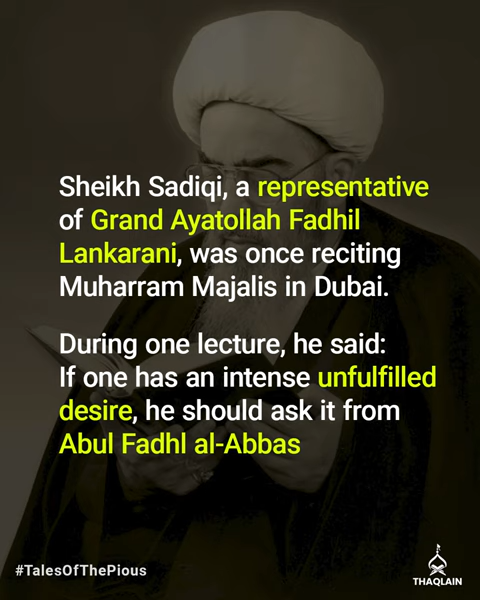 Sheikh Sadiqi, a representative
of Grand Ayatollah Fadhil
Lankarani, was once reciting
Muharram Majalis in Dubai.
During one lecture, he said:
If one has an intense unfulfilled
desire, he should ask it from
Abul Fadhl al-Abbas
#TalesOfThePious
THAQLAIN